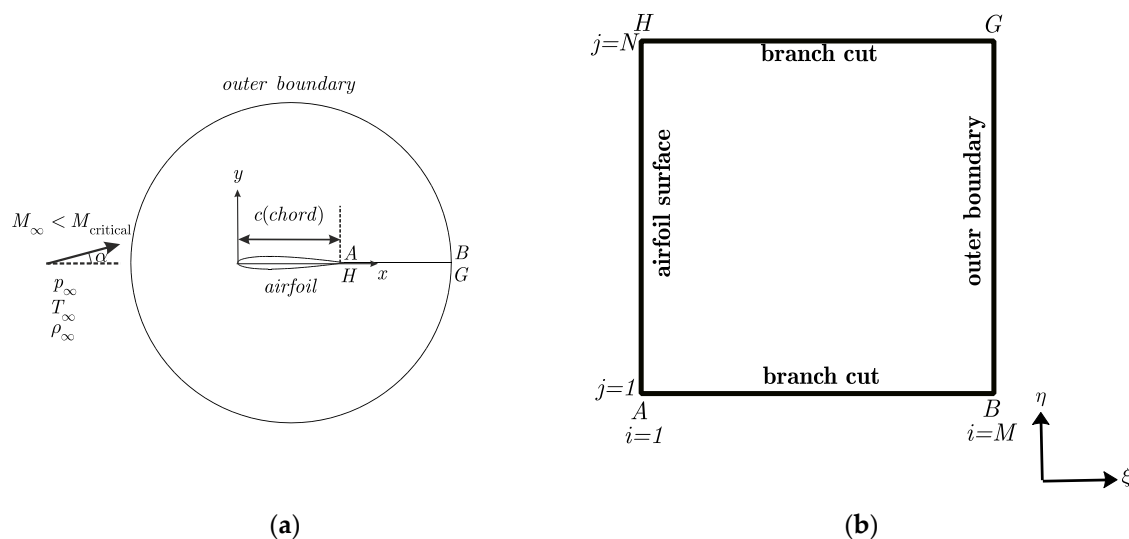 outer boundary
y
M∞ < Mcritical
c(chord)
α
A
B
H
G
x
airfoil
p∞
T∞
ρ∞
(a)
H
G
j=N
branch cut
airfoil surface
outer boundary
branch cut
j=1
A
B
i=1
i=M
η
ξ
(b)